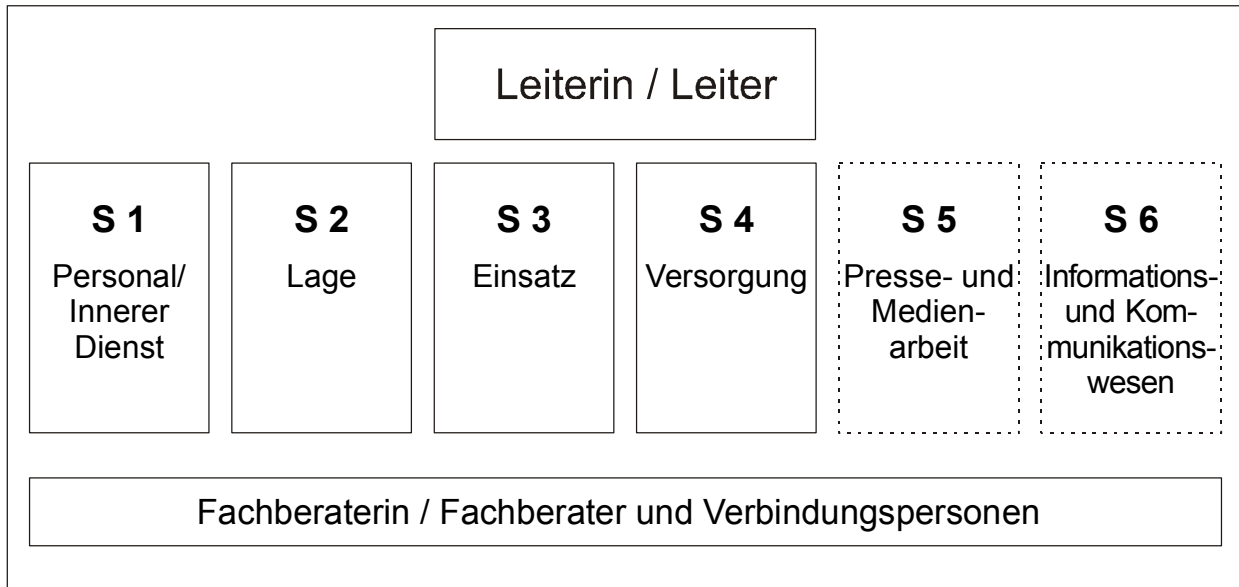 Leiterin / Leiter
S 1
Personal/
Innerer
Dienst
S 2
Lage
S 3
Einsatz
S 4
Versorgung
S 5
Presse- und
Medien-
arbeit
S 6
Informations-
und Kom-
munikations-
wesen
Fachberaterin / Fachberater und Verbindungspersonen